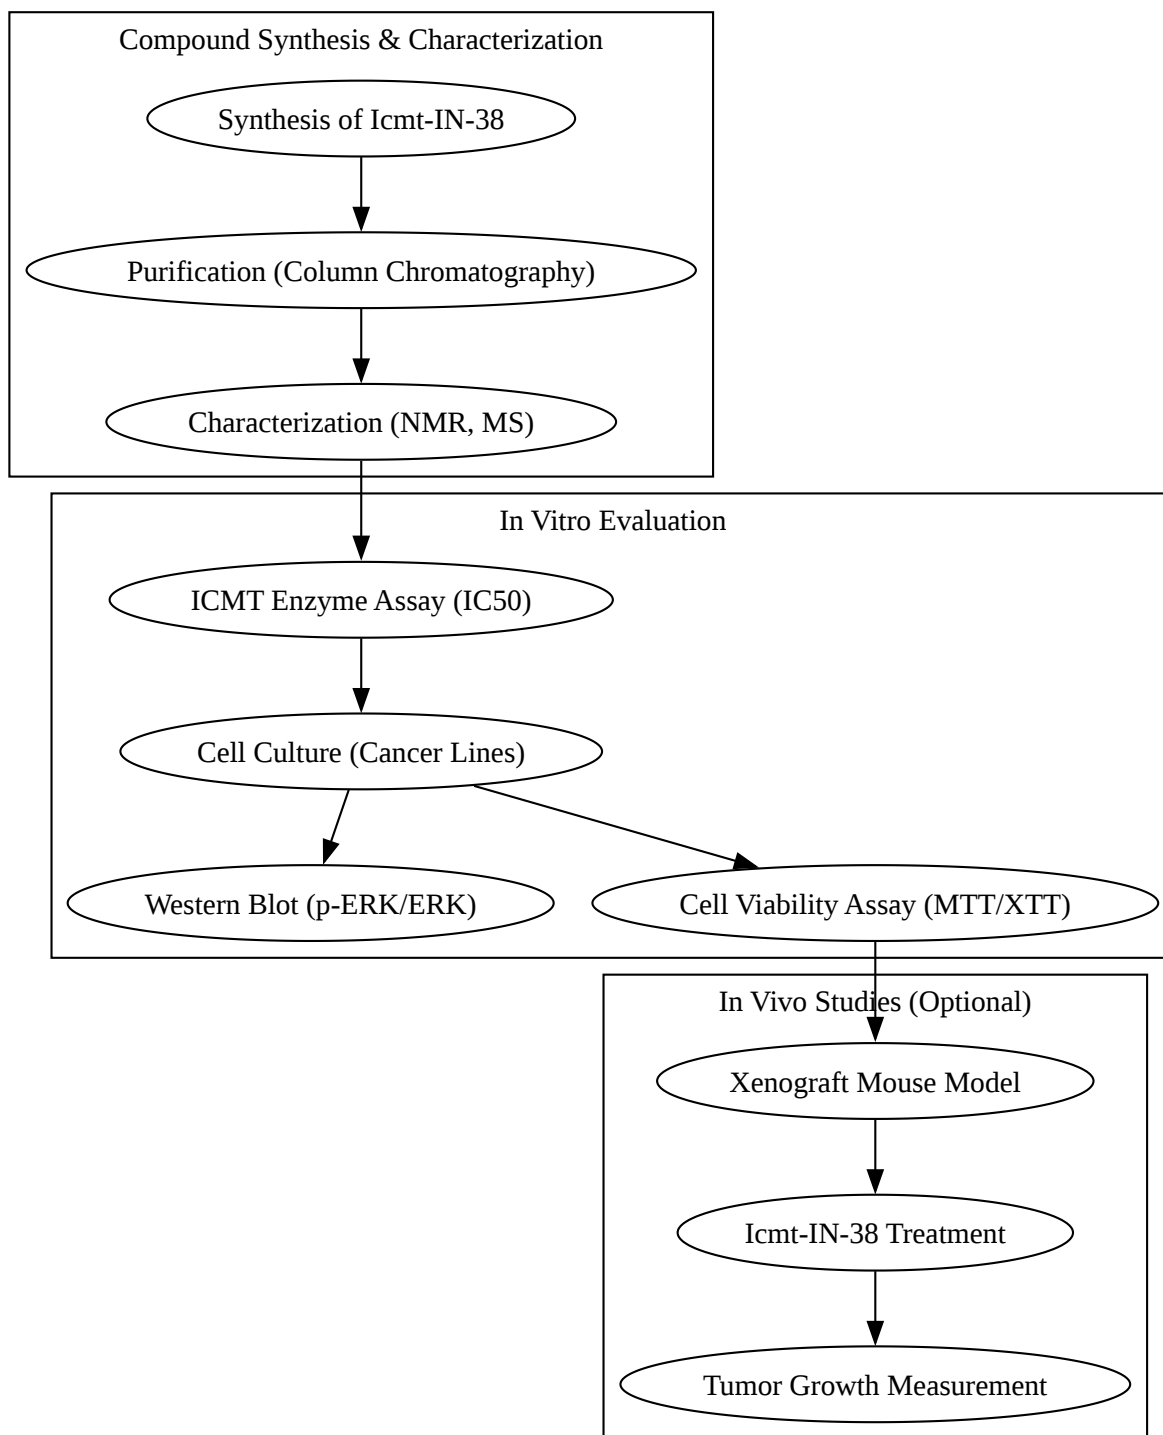 Compound Synthesis & Characterization
Synthesis of Icmt-IN-38
Purification (Column Chromatography)
Characterization (NMR, MS)
In Vitro Evaluation
ICMT Enzyme Assay (IC50)
Cell Culture (Cancer Lines)
Western Blot (p-ERK/ERK)
Cell Viability Assay (MTT/XTT)
In Vivo Studies (Optional)
Xenograft Mouse Model
Icmt-IN-38 Treatment
Tumor Growth Measurement